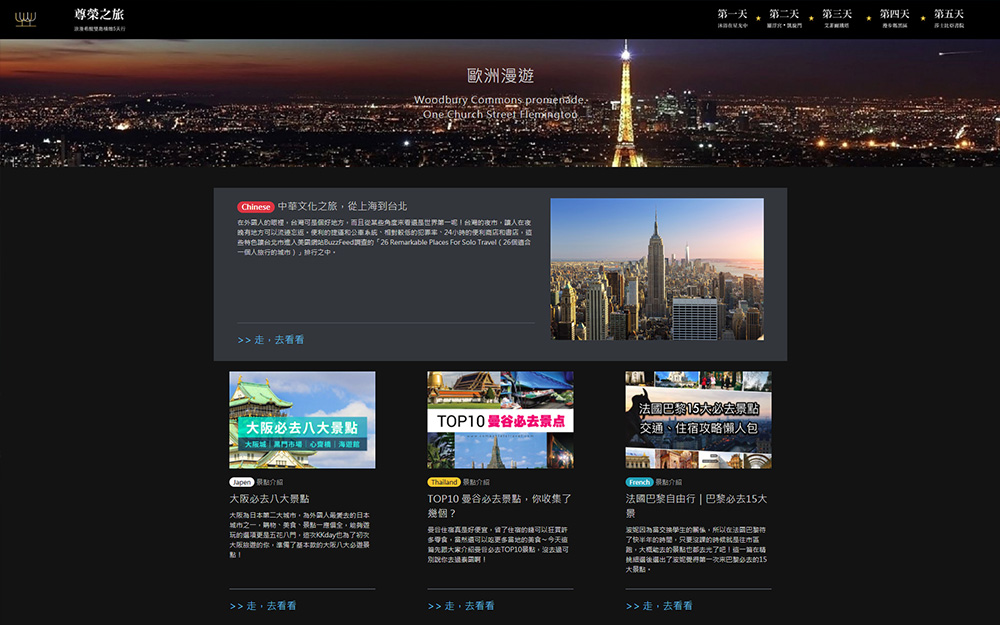 尊榮之旅
第一天
第二天
第三天
第四天
第五天
歐洲漫遊
Woodbury Commons promenade
One Church Street Flemington
Chinese 中華文化之旅，從上海到台北
在外國人的眼裡，台灣可是個好地方，而且從某些角度來看還是世界第一呢！台灣的夜市，讓人在夜
晚有地方可以流連忘返，便利的捷運和公車系統、相對較低的犯罪率、24小時的便利商店和書店，這
些特色讓台北市進入美國網站BuzzFeed調查的「26 Remarkable Places For Solo Travel（26個適合
一個人旅行的城市）」排行之中。
>> 走，去看看
大阪必去八大景點
大阪城｜黑門市場｜心齋橋｜海遊館
TOP10 曼谷必去景点
法國巴黎15大必去景點
交通、住宿攻略懶人包
Japen 景點介紹
大阪必去八大景點
大阪為日本第二大城市，為外國人最愛去的日本
城市之一，購物、美食、景點一應俱全，能夠遊
玩的選項更是五花八門，這次KKday也為了初次
大阪旅遊的你，準備了基本款的大阪八大必遊景
點！
>> 走，去看看
Thailand 景點介紹
TOP10 曼谷必去景點，你收集了
幾個？
曼谷住宿真是好便宜，省了住宿的錢可以狂買許
多零食，當然還可以吃更多當地的美食～今天這
篇先跟大家介紹曼谷必去TOP10景點，沒去過可
別說你去過泰國啊！
>> 走，去看看
French 景點介紹
法國巴黎自由行 | 巴黎必去15大
景
波妮因為當交換學生的關係，所以在法國巴黎待
了快半年的時間，只要沒課的時候就是往市區
跑，大概能去的景點也都去光了吧！這一篇在精
挑細選後選出了波妮覺得第一次來巴黎必去的15
大景點。
>> 走，去看看